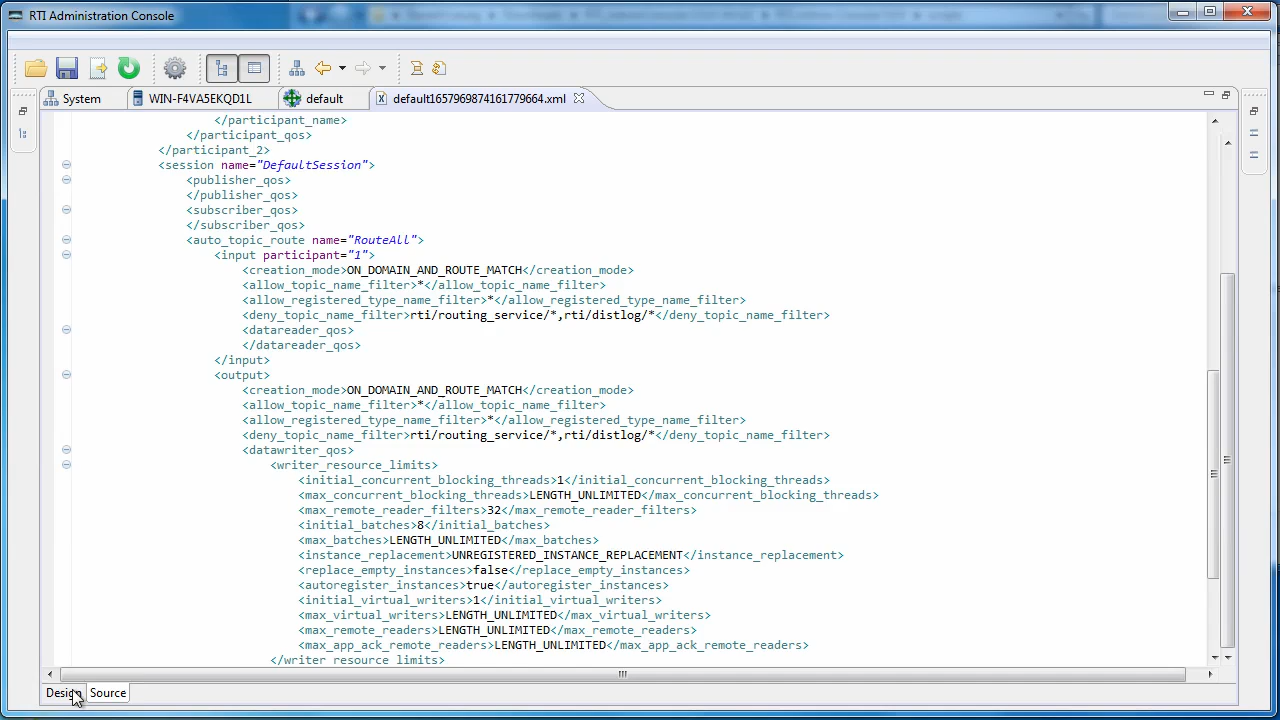 RTI Administration Console
System
WIN-F4VA5EKQD1L
default
default1657969874161779664.xml
</participant_name>
</participant_qos>
</participant_2>
<session name="DefaultSession">
<publisher_qos>
</publisher_qos>
<subscriber_qos>
</subscriber_qos>
<auto_topic_route name="RouteAll">
<input participant="1">
<creation_mode>ON_DOMAIN_AND_ROUTE_MATCH</creation_mode>
<allow_topic_name_filter>*</allow_topic_name_filter>
<allow_registered_type_name_filter>*</allow_registered_type_name_filter>
<deny_topic_name_filter>rti/routing_service/*,rti/distlog/*</deny_topic_name_filter>
<datareader_qos>
</datareader_qos>
</input>
<output>
<creation_mode>ON_DOMAIN_AND_ROUTE_MATCH</creation_mode>
<allow_topic_name_filter>*</allow_topic_name_filter>
<allow_registered_type_name_filter>*</allow_registered_type_name_filter>
<deny_topic_name_filter>rti/routing_service/*,rti/distlog/*</deny_topic_name_filter>
<datawriter_qos>
<writer_resource_limits>
<initial_concurrent_blocking_threads>1</initial_concurrent_blocking_threads>
<max_concurrent_blocking_threads>LENGTH_UNLIMITED</max_concurrent_blocking_threads>
<max_remote_reader_filters>32</max_remote_reader_filters>
<initial_batches>8</initial_batches>
<max_batches>LENGTH_UNLIMITED</max_batches>
<instance_replacement>UNREGISTERED_INSTANCE_REPLACEMENT</instance_replacement>
<replace_empty_instances>false</replace_empty_instances>
<autoregister_instances>true</autoregister_instances>
<initial_virtual_writers>1</initial_virtual_writers>
<max_virtual_writers>LENGTH_UNLIMITED</max_virtual_writers>
<max_remote_readers>LENGTH_UNLIMITED</max_remote_readers>
<max_app_ack_remote_readers>LENGTH_UNLIMITED</max_app_ack_remote_readers>
</writer_resource_limits>
Design
Source